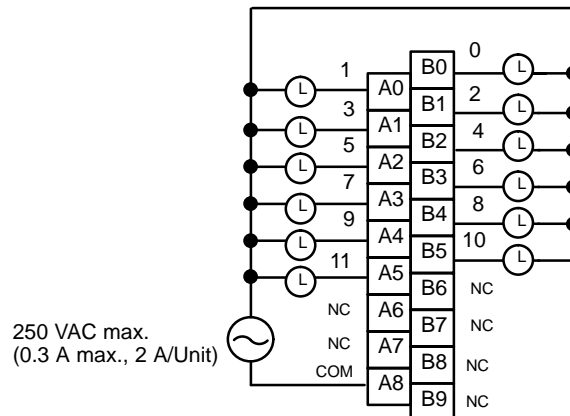 0
1 B0 L
L A0 2
3 B1 L
L A1 4
5 B2 L
L A2 6
7 B3 L
L A3 8
9 B4 L
L A4 10
11 B5 L
L A5 B6 NC
NC A6 B7 NC
250 VAC max.
(0.3 A max., 2 A/Unit)
NC A7 B8 NC
COM A8 B9 NC